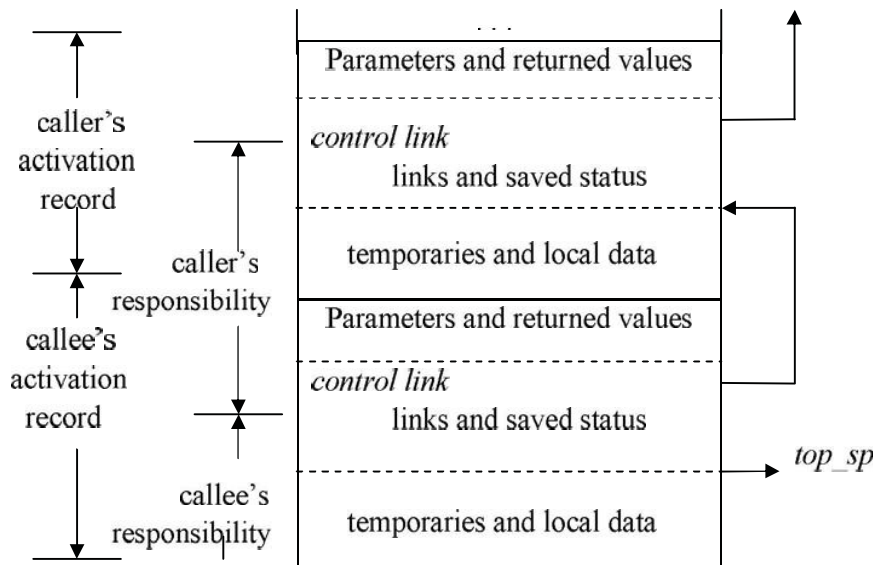 . . .
Parameters and returned values
control link
links and saved status
temporaries and local data
Parameters and returned values
control link
links and saved status
temporaries and local data
caller's
activation
record
callee's
activation
record
caller's
responsibility
callee's
responsibility
top_sp